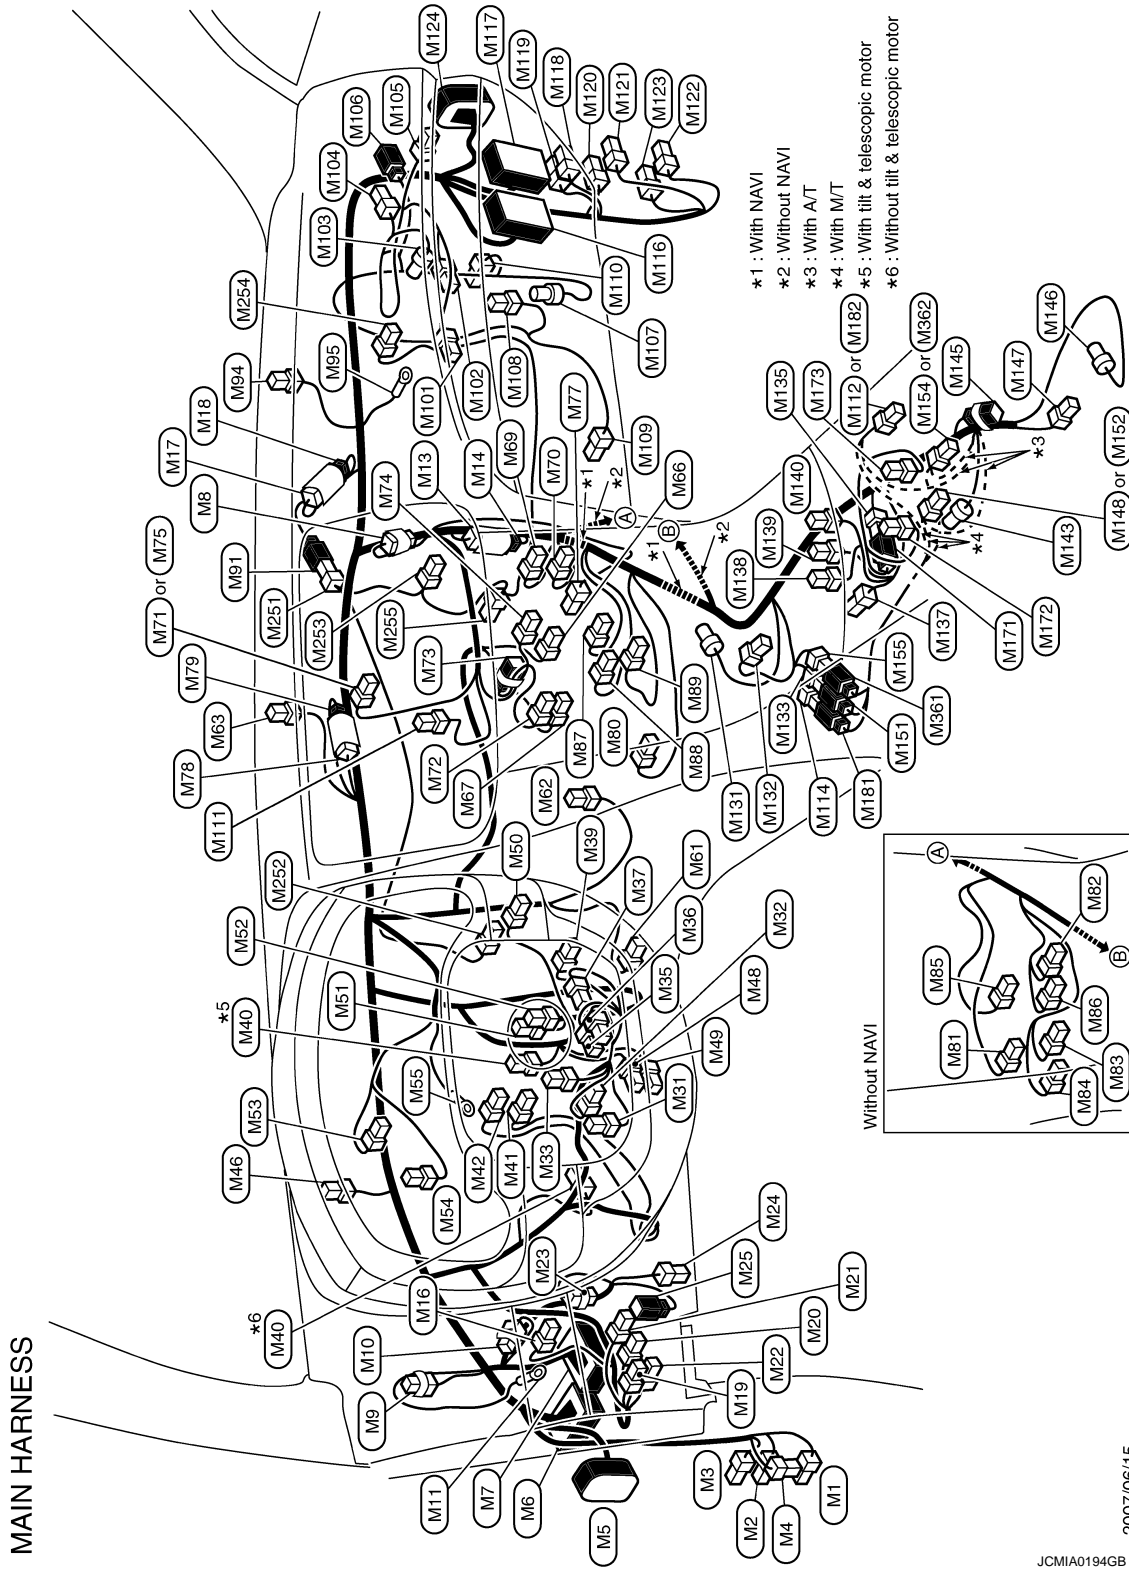 MAIN HARNESS
M124
M117
M119
M118
M120
M121
M123
M122
M106
M105
M104
M103
M254
M94
M95
M18
M17
M8
M74
M13
M14
M69
M101
M102
M108
M77
M110
M107
M116
M109
M66
M70
*1
*2
A
B
*1
*2
*1 : With NAVI
*2 : Without NAVI
*3 : With A/T
*4 : With M/T
*5 : With tilt & telescopic motor
*6 : Without tilt & telescopic motor
M71 or M75
M91
M251
M253
M255
M73
M79
M63
M78
M111
M72
M67
M62
M87
M80
M88
M89
M138
M139
M140
M135
M173
M112 or M182
M154 or M362
M145
M147
M146
*3
M148 or M152
*4
M143
M172
M171
M137
M155
M133
M361
M151
M181
M114
M132
M131
M252
M50
M39
M37
M61
M36
M35
M32
M48
M49
M31
M52
M51
*5
M40
M55
M53
M46
M42
M41
M33
M54
M23
M24
M25
M21
M20
M22
M19
M16
*6
M40
M10
M9
M11
M7
M6
M5
M3
M2
M4
M1
Without NAVI
A
M82
M85
B
M81
M86
M83
M84
2007/06/15
JCMIA0194GB